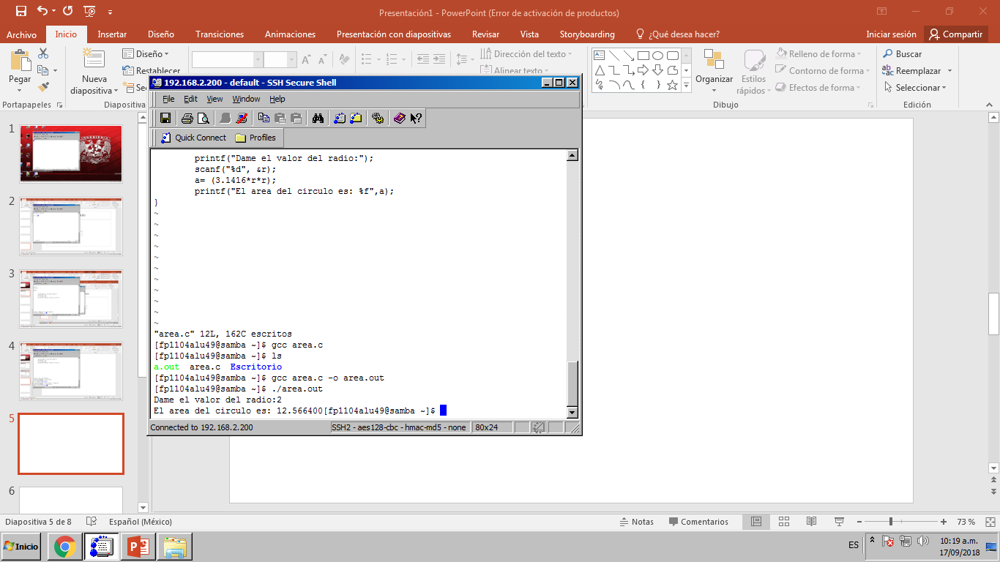 Presentación1 - PowerPoint (Error de activación de productos)
Archivo Inicio Insertar Diseño Transiciones Animaciones Presentación con diapositivas Revisar Vista Storyboarding ¿Qué desea hacer? Iniciar sesión Compartir
Pegar
Nueva
diapositiva
Diseño
Restablecer
Dirección del texto
Alinear texto
Organizar
Estilos
rápidos
Relleno de forma
Contorno de forma
Efectos de forma
Buscar
Reemplazar
Seleccionar
Portapapeles Diapositiva Dibujo Edición
192.168.2.200 - default - SSH Secure Shell
File Edit View Window Help
Quick Connect Profiles
printf("Dame el valor del radio:");
scanf("%d", &r);
a= (3.1416*r*r);
printf("El area del circulo es: %f",a);
}
~
~
~
~
~
~
~
~
~
~
~
"area.c" 12L, 162C escritos
[fp1104alu49@samba ~]$ gcc area.c
[fp1104alu49@samba ~]$ ls
a.out area.c Escritorio
[fp1104alu49@samba ~]$ gcc area.c -o area.out
[fp1104alu49@samba ~]$ ./area.out
Dame el valor del radio:2
El area del circulo es: 12.566400[fp1104alu49@samba ~]$
Connected to 192.168.2.200 SSH2 - aes128-cbc - hmac-md5 - none 80x24
1
2
3
4
5
6
Diapositiva 5 de 8 Español (México) Notas Comentarios 73 %
Inicio ES 10:19 a.m.
17/09/2018